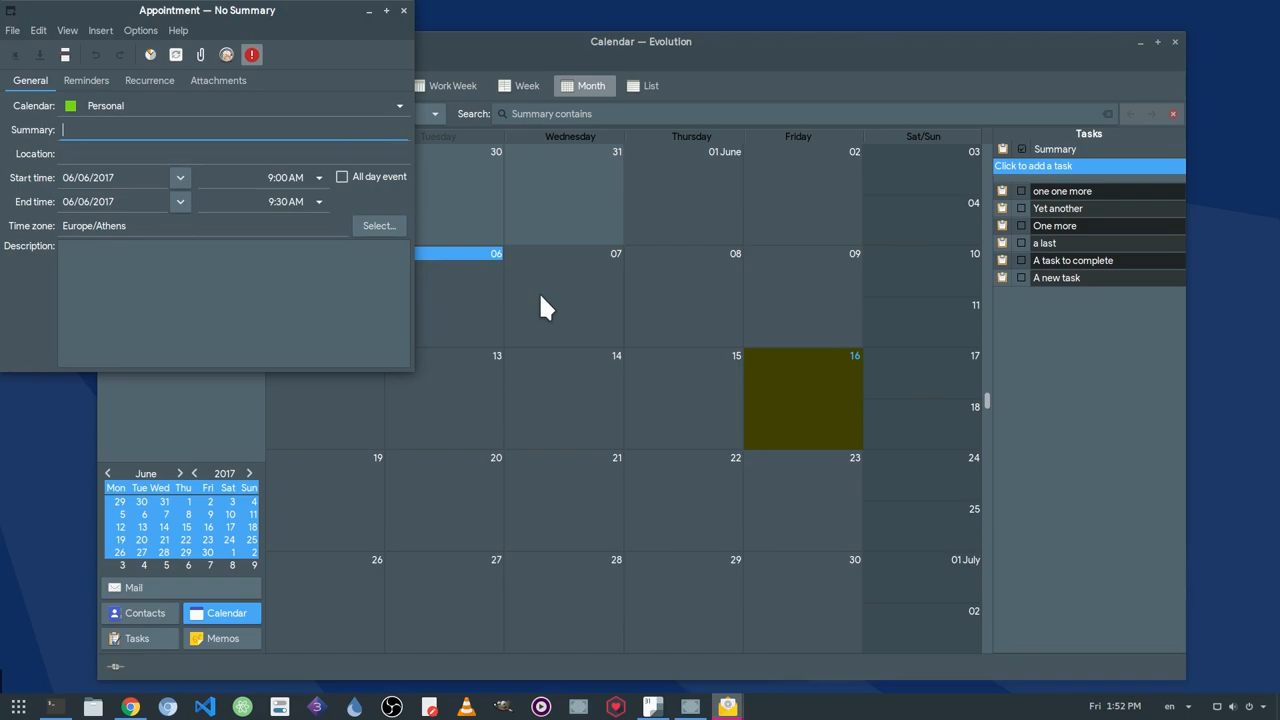 Appointment — No Summary
File Edit View Insert Options Help
General Reminders Recurrence Attachments
Calendar: Personal
Summary:
Location:
Start time: 06/06/2017 9:00 AM All day event
End time: 06/06/2017 9:30 AM
Time zone: Europe/Athens Select...
Description:
Calendar — Evolution
Work Week Week Month List
Search: Summary contains
Tuesday Wednesday Thursday Friday Sat/Sun
30 31 01 June 02 03
04
06 07 08 09 10
11
13 14 15 16 17
18
19 20 21 22 23 24
25
26 27 28 29 30 01 July
02
Tasks
Summary
Click to add a task
one one more
Yet another
One more
a last
A task to complete
A new task
June 2017
Mon Tue Wed Thu Fri Sat Sun
29 30 31 1 2 3 4
5 6 7 8 9 10 11
12 13 14 15 16 17 18
19 20 21 22 23 24 25
26 27 28 29 30 1 2
3 4 5 6 7 8 9
Mail
Contacts Calendar
Tasks Memos
31
en Fri 1:52 PM